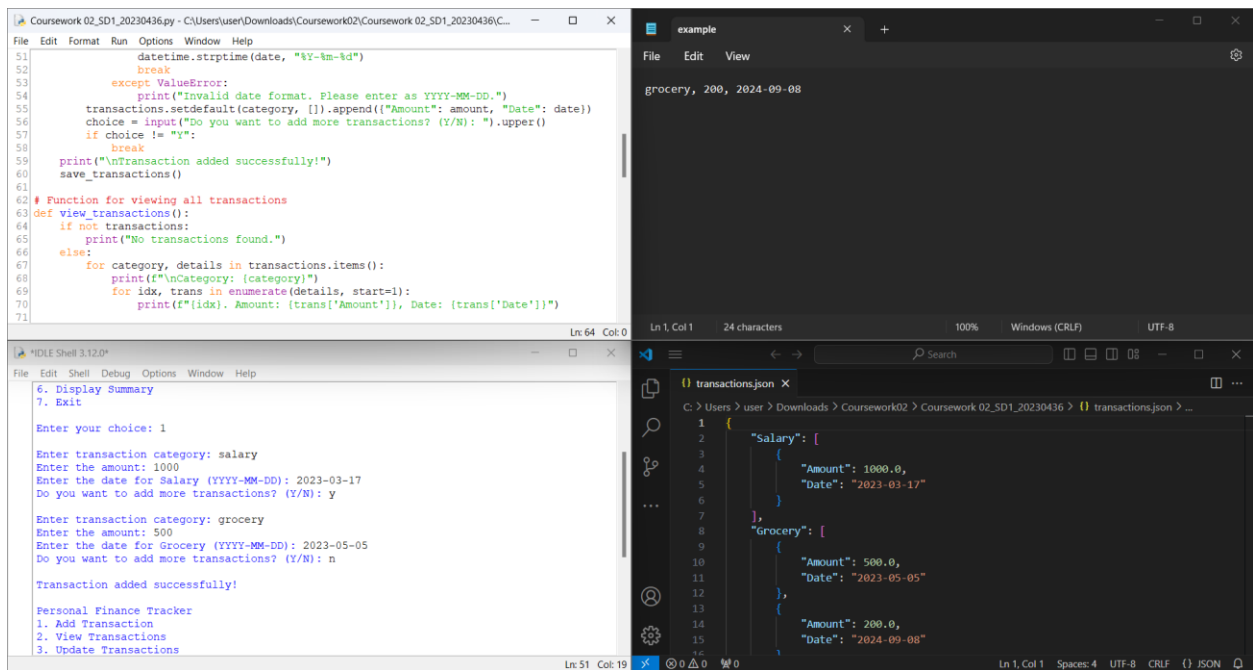 Coursework 02_SD1_20230436.py - C:\Users\user\Downloads\Coursework02\Coursework 02_SD1_20230436\C...
File Edit Format Run Options Window Help
51 datetime.strptime(date, "%Y-%m-%d")
52 break
53 except ValueError:
54 print("Invalid date format. Please enter as YYYY-MM-DD.")
55 transactions.setdefault(category, []).append({"Amount": amount, "Date": date})
56 choice = input("Do you want to add more transactions? (Y/N): ").upper()
57 if choice != "Y":
58 break
59 print("\nTransaction added successfully!")
60 save_transactions()
61
62 # Function for viewing all transactions
63 def view_transactions():
64 if not transactions:
65 print("No transactions found.")
66 else:
67 for category, details in transactions.items():
68 print(f"\nCategory: {category}")
69 for idx, trans in enumerate(details, start=1):
70 print(f"{idx}. Amount: {trans['Amount']}, Date: {trans['Date']}")
71
Ln: 64 Col: 0
example
File Edit View
grocery, 200, 2024-09-08
Ln 1, Col 1 24 characters 100% Windows (CRLF) UTF-8
*IDLE Shell 3.12.0*
File Edit Shell Debug Options Window Help
6. Display Summary
7. Exit
Enter your choice: 1
Enter transaction category: salary
Enter the amount: 1000
Enter the date for Salary (YYYY-MM-DD): 2023-03-17
Do you want to add more transactions? (Y/N): y
Enter transaction category: grocery
Enter the amount: 500
Enter the date for Grocery (YYYY-MM-DD): 2023-05-05
Do you want to add more transactions? (Y/N): n
Transaction added successfully!
Personal Finance Tracker
1. Add Transaction
2. View Transactions
3. Update Transactions
Ln: 51 Col: 19
Search
{} transactions.json
C: > Users > user > Downloads > Coursework02 > Coursework 02_SD1_20230436 > {} transactions.json > ...
1 {
2 "Salary": [
3 {
4 "Amount": 1000.0,
5 "Date": "2023-03-17"
6 }
7 ],
8 "Grocery": [
9 {
10 "Amount": 500.0,
11 "Date": "2023-05-05"
12 },
13 {
14 "Amount": 200.0,
15 "Date": "2024-09-08"
16 }
0 0 0 Ln 1, Col 1 Spaces: 4 UTF-8 CRLF {} JSON